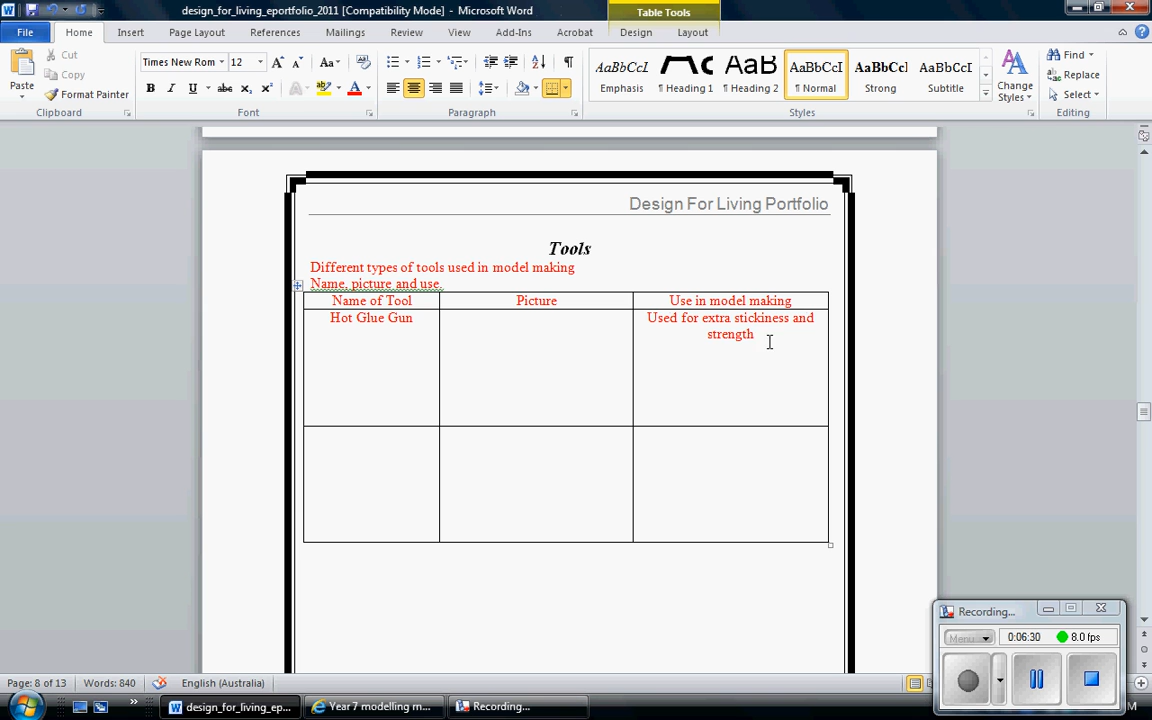 design_for_living_eportfolio_2011 [Compatibility Mode] - Microsoft Word
Table Tools
File Home Insert Page Layout References Mailings Review View Add-Ins Acrobat Design Layout
Cut
Copy
Format Painter
Paste
Clipboard
Times New Rom 12
Font
Paragraph
AaBbCcI AaBbCcI AaB AaBbCcI AaBbCcI AaBbCcI
Emphasis ¶ Heading 1 ¶ Heading 2 ¶ Normal Strong Subtitle
Styles
Change Styles
Find
Replace
Select
Editing
Design For Living Portfolio
Tools
Different types of tools used in model making
Name, picture and use.
Name of Tool Picture Use in model making
Hot Glue Gun Used for extra stickiness and
strength
Recording...
Menu 0:06:30 8.0 fps
Page: 8 of 13 Words: 840 English (Australia)
design_for_living_ep... Year 7 modelling m... Recording...